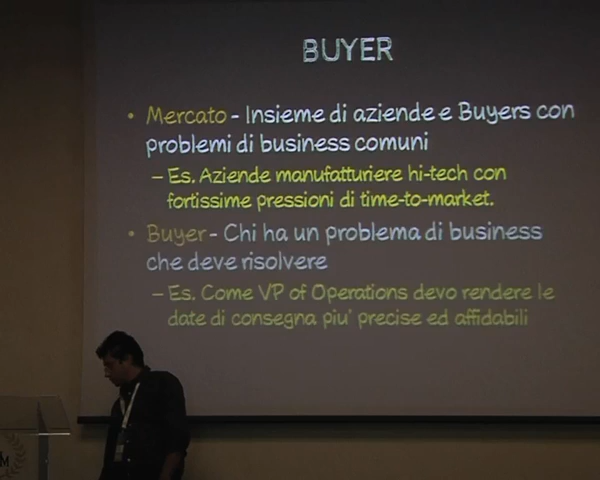 BUYER
• Mercato - Insieme di aziende e Buyers con
problemi di business comuni
– Es. Aziende manufatturiere hi-tech con
fortissime pressioni di time-to-market.
• Buyer - Chi ha un problema di business
che deve risolvere
– Es. Come VP of Operations devo rendere le
date di consegna piu' precise ed affidabili
M